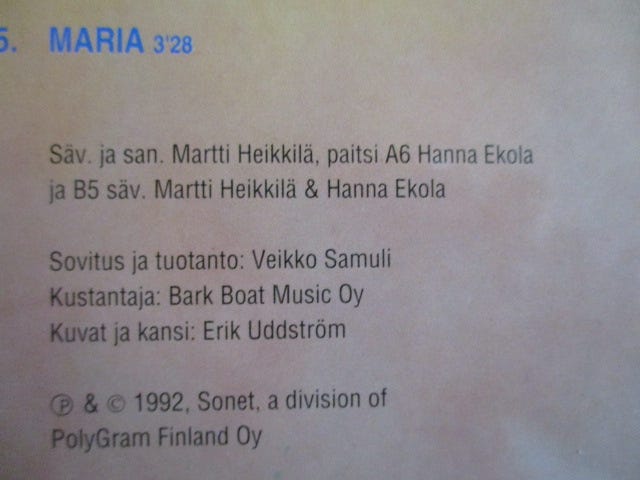 5. MARIA 3'28
Säv. ja san. Martti Heikkilä, paitsi A6 Hanna Ekola
ja B5 säv. Martti Heikkilä & Hanna Ekola
Sovitus ja tuotanto: Veikko Samuli
Kustantaja: Bark Boat Music Oy
Kuvat ja kansi: Erik Uddström
℗ & © 1992, Sonet, a division of
PolyGram Finland Oy